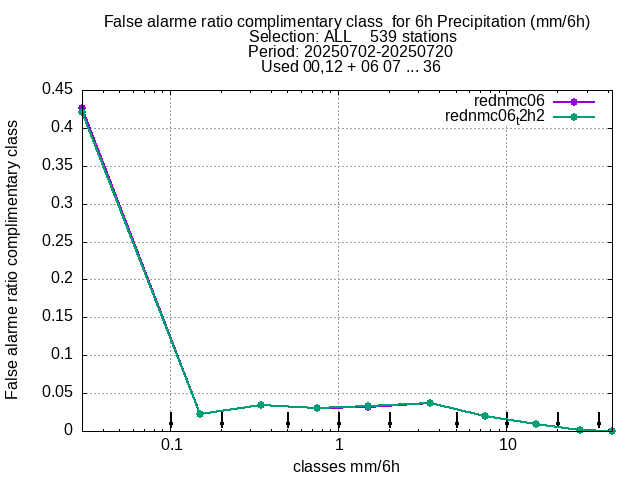 False alarme ratio complimentary class  for 6h Precipitation (mm/6h)
Selection: ALL    539 stations
Period: 20250702-20250720
Used 00,12 + 06 07 ... 36
rednmc06
rednmc06,2h2
0.45
0.4
0.35
0.3
0.25
0.2
0.15
0.1
0.05
0
False alarme ratio complimentary class
0.1
1
10
classes mm/6h